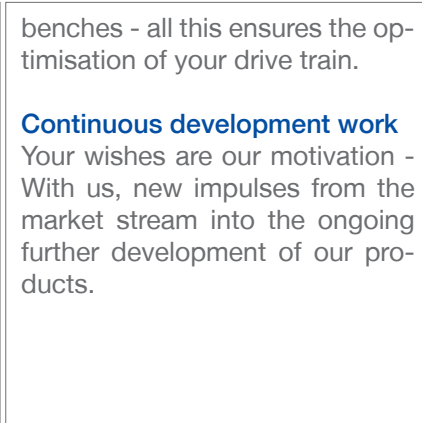 benches - all this ensures the op-
timisation of your drive train.
Continuous development work
Your wishes are our motivation -
With us, new impulses from the
market stream into the ongoing
further development of our pro-
ducts.